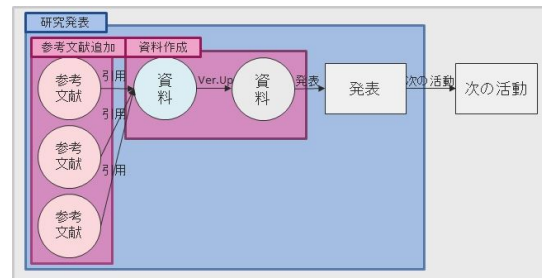 研究発表
参考文献追加
資料作成
参考
文献
引用
資
料
Ver.Up
資
料
発表
発表
次の活動
次の活動
引用
参考
文献
引用
参考
文献